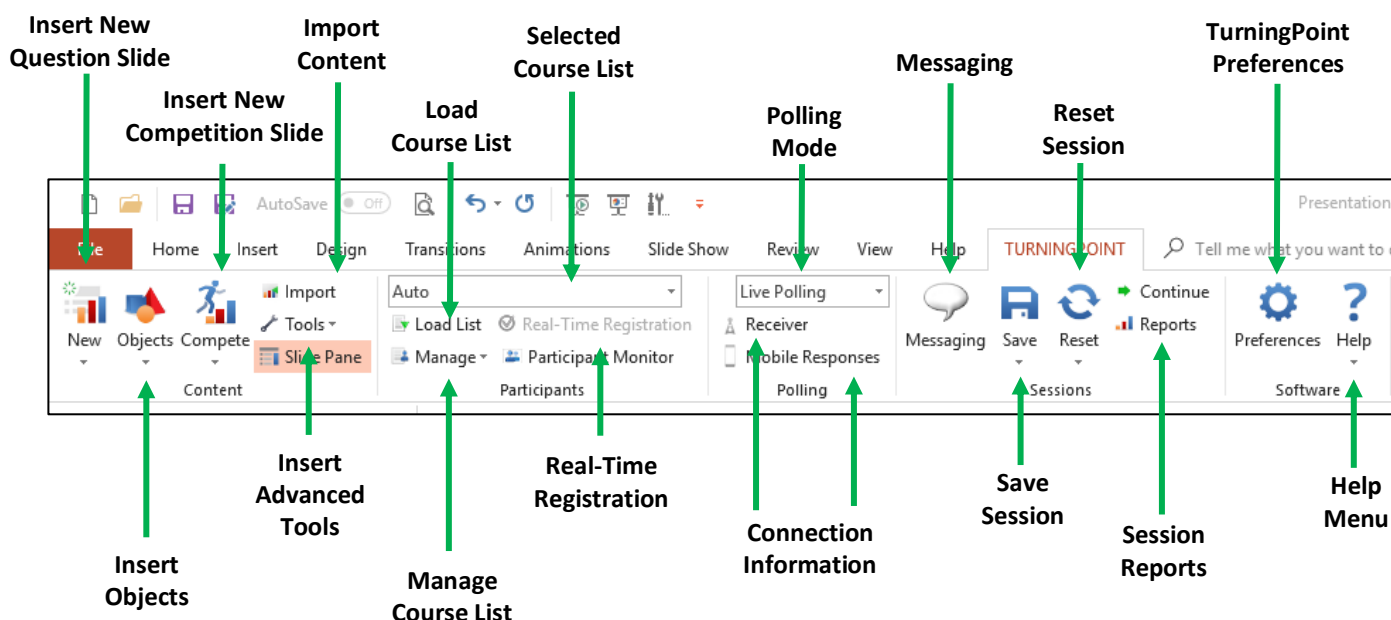 Insert New
Question Slide
Import
Content
Selected
Course List
TurningPoint
Preferences
Messaging
Insert New
Competition Slide
Load
Course List
Polling
Mode
Reset
Session
AutoSave Off
Presentation
File Home Insert Design Transitions Animations Slide Show Review View Help TURNINGPOINT Tell me what you want to
Import Auto Live Polling Continue
Tools Load List Real-Time Registration Receiver Reports
New Objects Compete Messaging Save Reset Preferences Help
Slide Pane Manage Participant Monitor Mobile Responses
Content Participants Polling Sessions Software
Insert
Advanced
Tools
Real-Time
Registration
Save
Session
Help
Menu
Connection
Information
Session
Reports
Insert
Objects
Manage
Course List